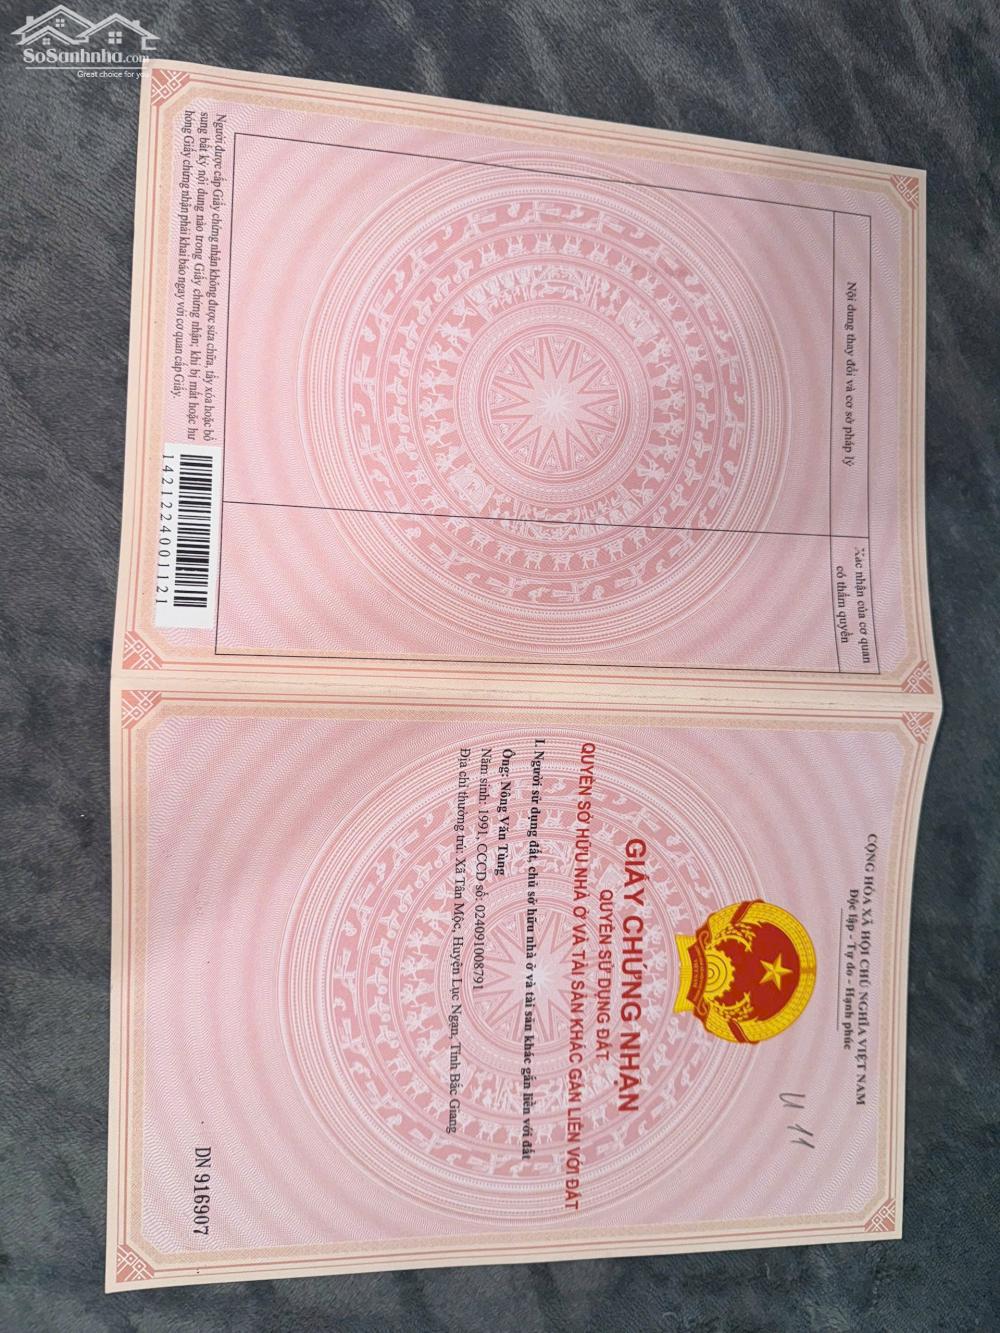 SoSanhnha.com
Great choice for you
CỘNG HÒA XÃ HỘI CHỦ NGHĨA VIỆT NAM
Độc lập - Tự do - Hạnh phúc
U 11
GIẤY CHỨNG NHẬN
QUYỀN SỬ DỤNG ĐẤT
QUYỀN SỞ HỮU NHÀ Ở VÀ TÀI SẢN KHÁC GẮN LIỀN VỚI ĐẤT
I. Người sử dụng đất, chủ sở hữu nhà ở và tài sản khác gắn liền với đất
Ông: Nông Văn Tùng
Năm sinh: 1991, CCCD số: 024091008791
Địa chỉ thường trú: Xã Tân Mộc, Huyện Lục Ngạn, Tỉnh Bắc Giang
DN 916907
Nội dung thay đổi và cơ sở pháp lý
Xác nhận của cơ quan
có thẩm quyền
Người được cấp Giấy chứng nhận không được sửa chữa, tẩy xóa hoặc bổ
sung bất kỳ nội dung nào trong Giấy chứng nhận; khi bị mất hoặc hư
hỏng Giấy chứng nhận phải khai báo ngay với cơ quan cấp Giấy.
1421224001121